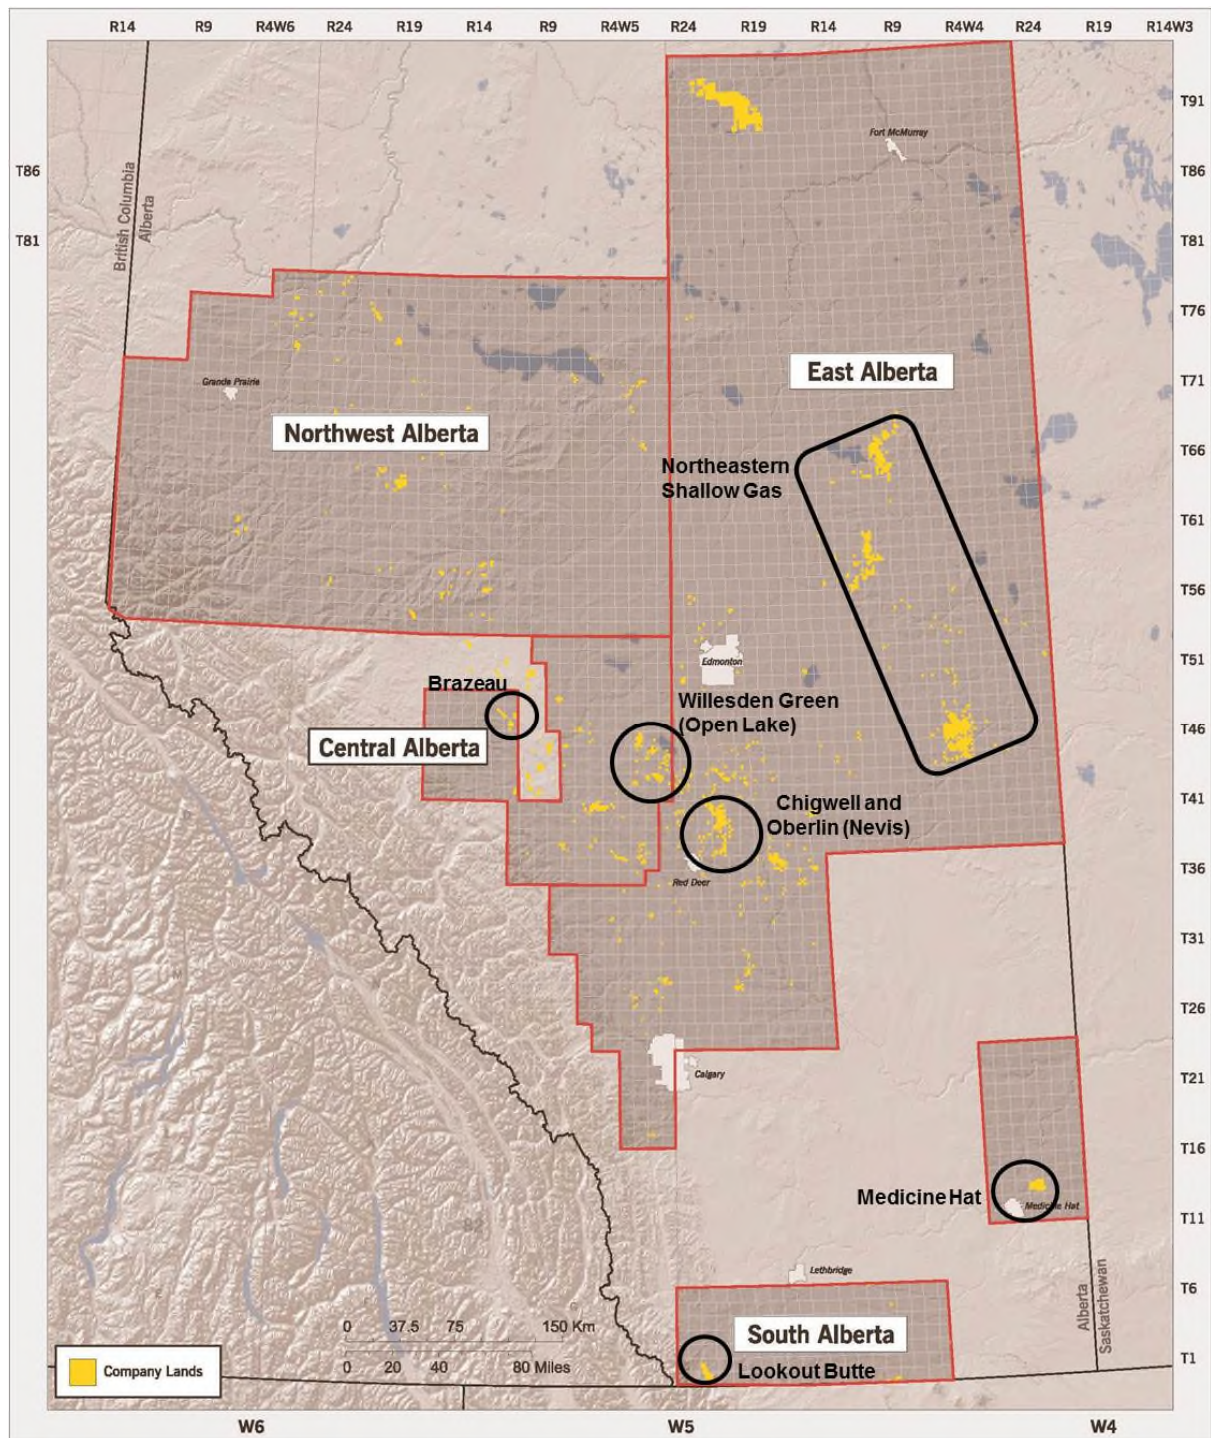 R14 R9 R4W6 R24 R19 R14 R9 R4W5 R24 R19 R14 R9 R4W4 R24 R19 R14W3
T91
Fort McMurray
T86
T86
British Columbia
Alberta
T81
T81
T76
East Alberta
T71
Grande Prairie
Northwest Alberta
T66
Northeastern
Shallow Gas
T61
T56
Edmonton
T51
Brazeau
Willesden Green
(Open Lake)
T46
Central Alberta
T41
Chigwell and
Oberlin (Nevis)
T36
Red Deer
T31
T26
Calgary
T21
T16
Medicine Hat
Medicine Hat
T11
82
Lethbridge
T6
Alberta
Saskatchewan
0 37.5 75 150 Km
0 20 40 80 Miles
South Alberta
T1
Lookout Butte
Company Lands
W6 W5 W4